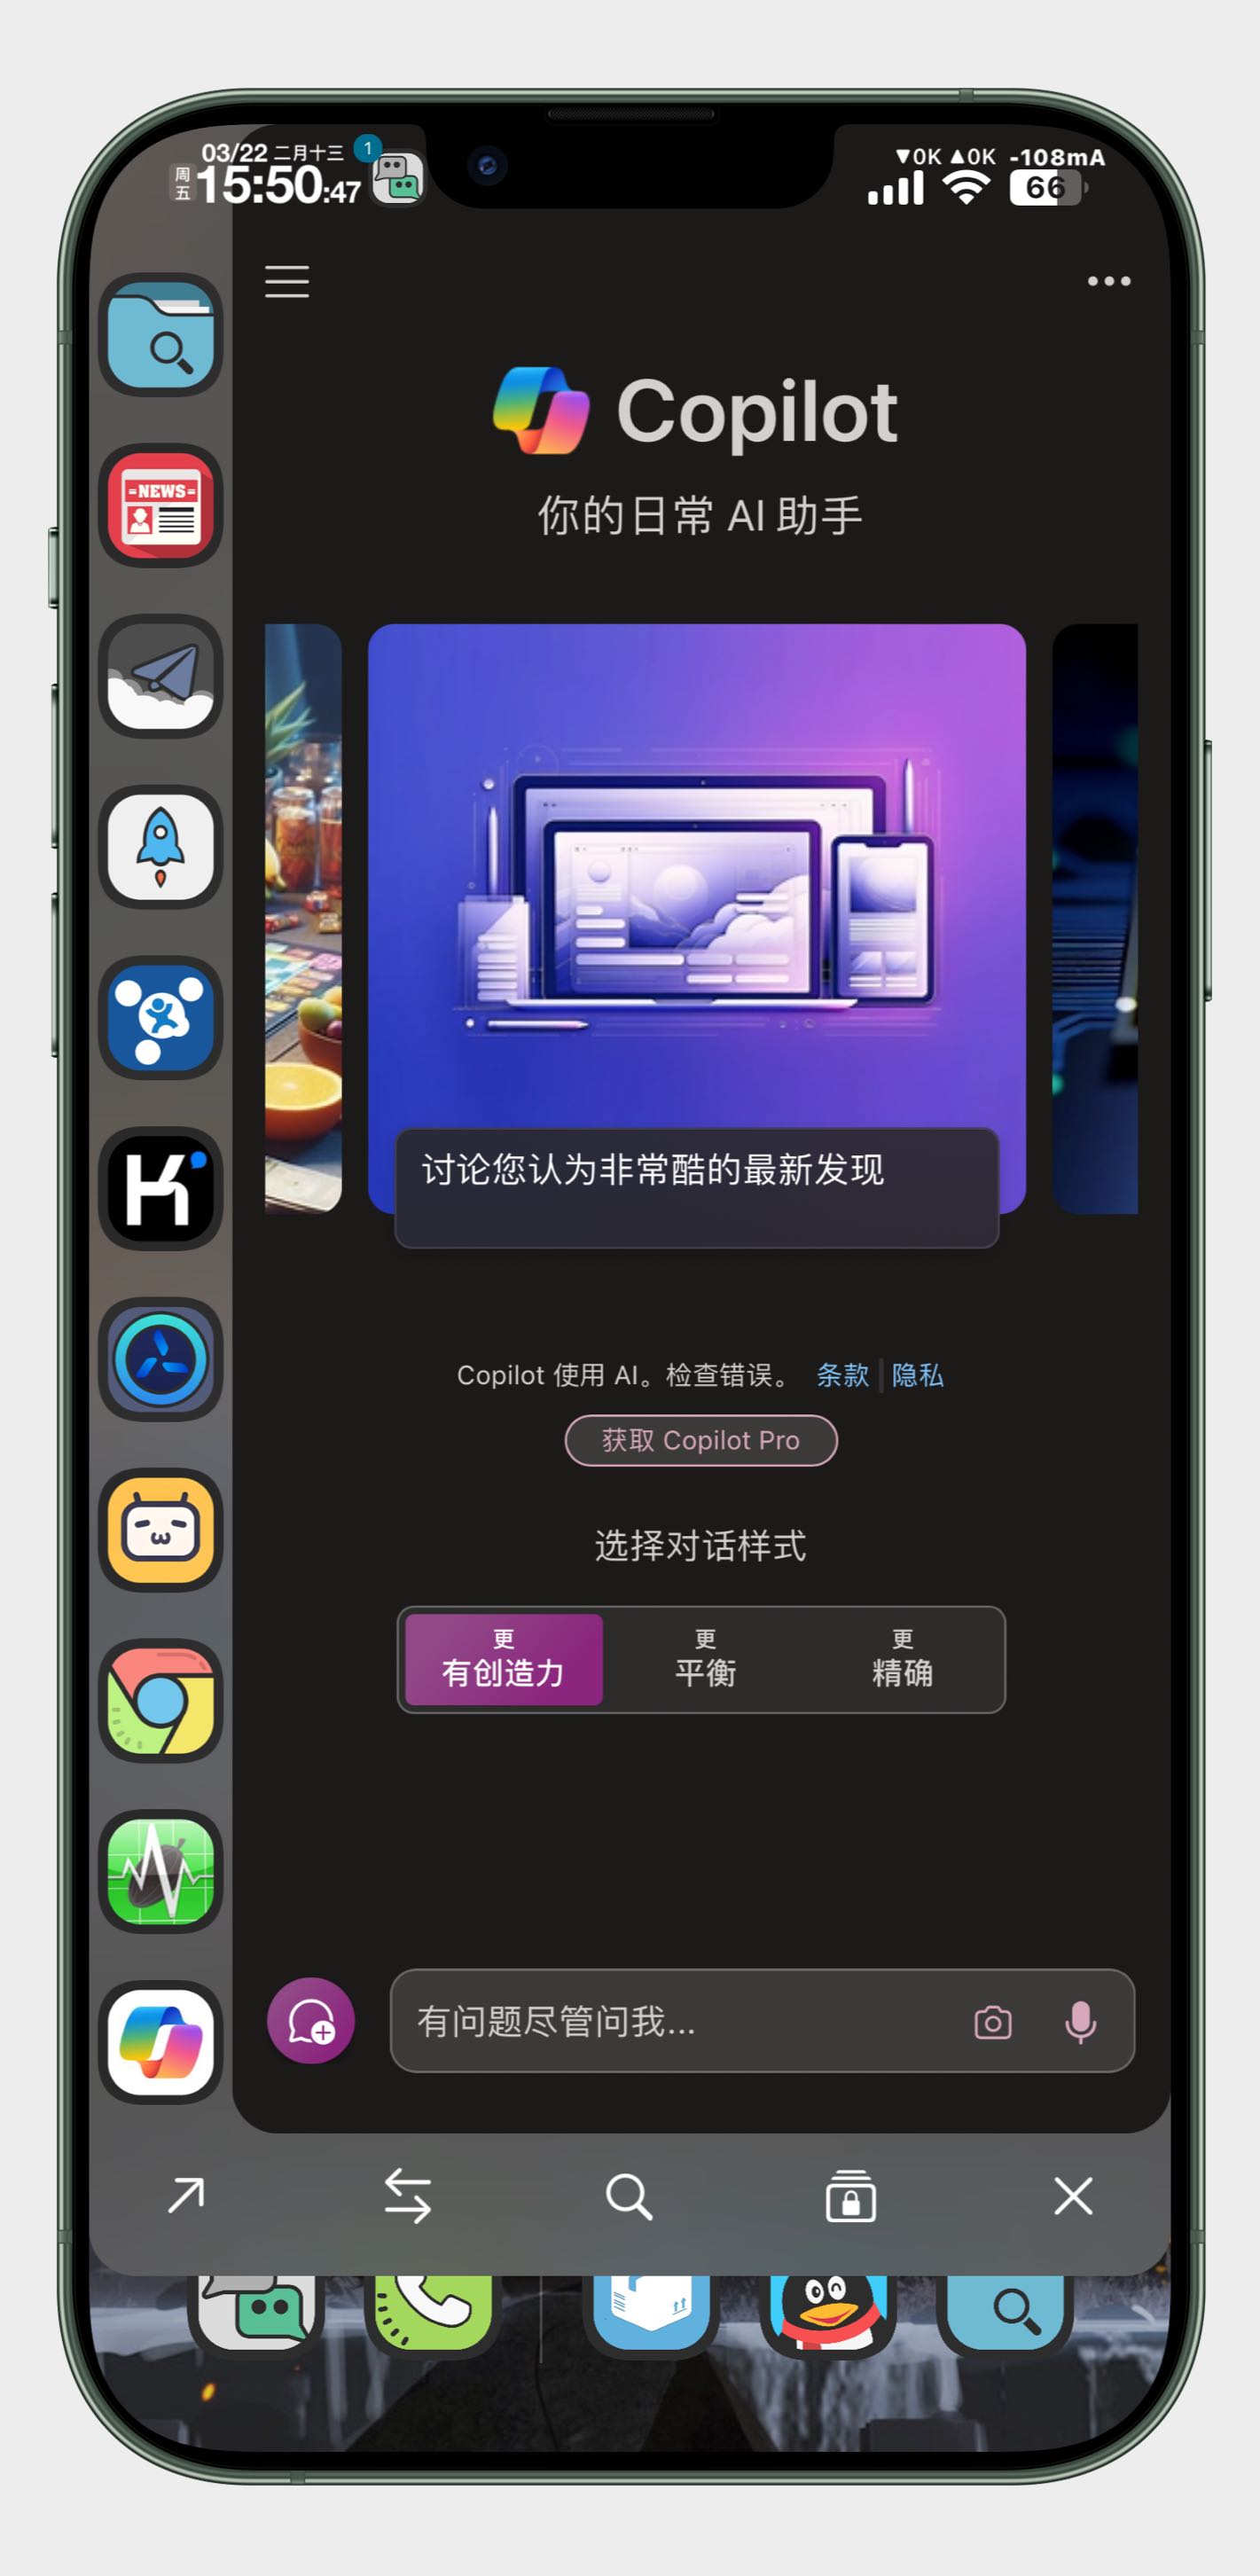 03/22 二月十三
周五
15:50:47
1
▼0K ▲0K -108mA
66
Copilot
你的日常 AI 助手
=NEWS=
讨论您认为非常酷的最新发现
Copilot 使用 AI。检查错误。 条款 | 隐私
获取 Copilot Pro
选择对话样式
更 更 更
有创造力 平衡 精确
有问题尽管问我...